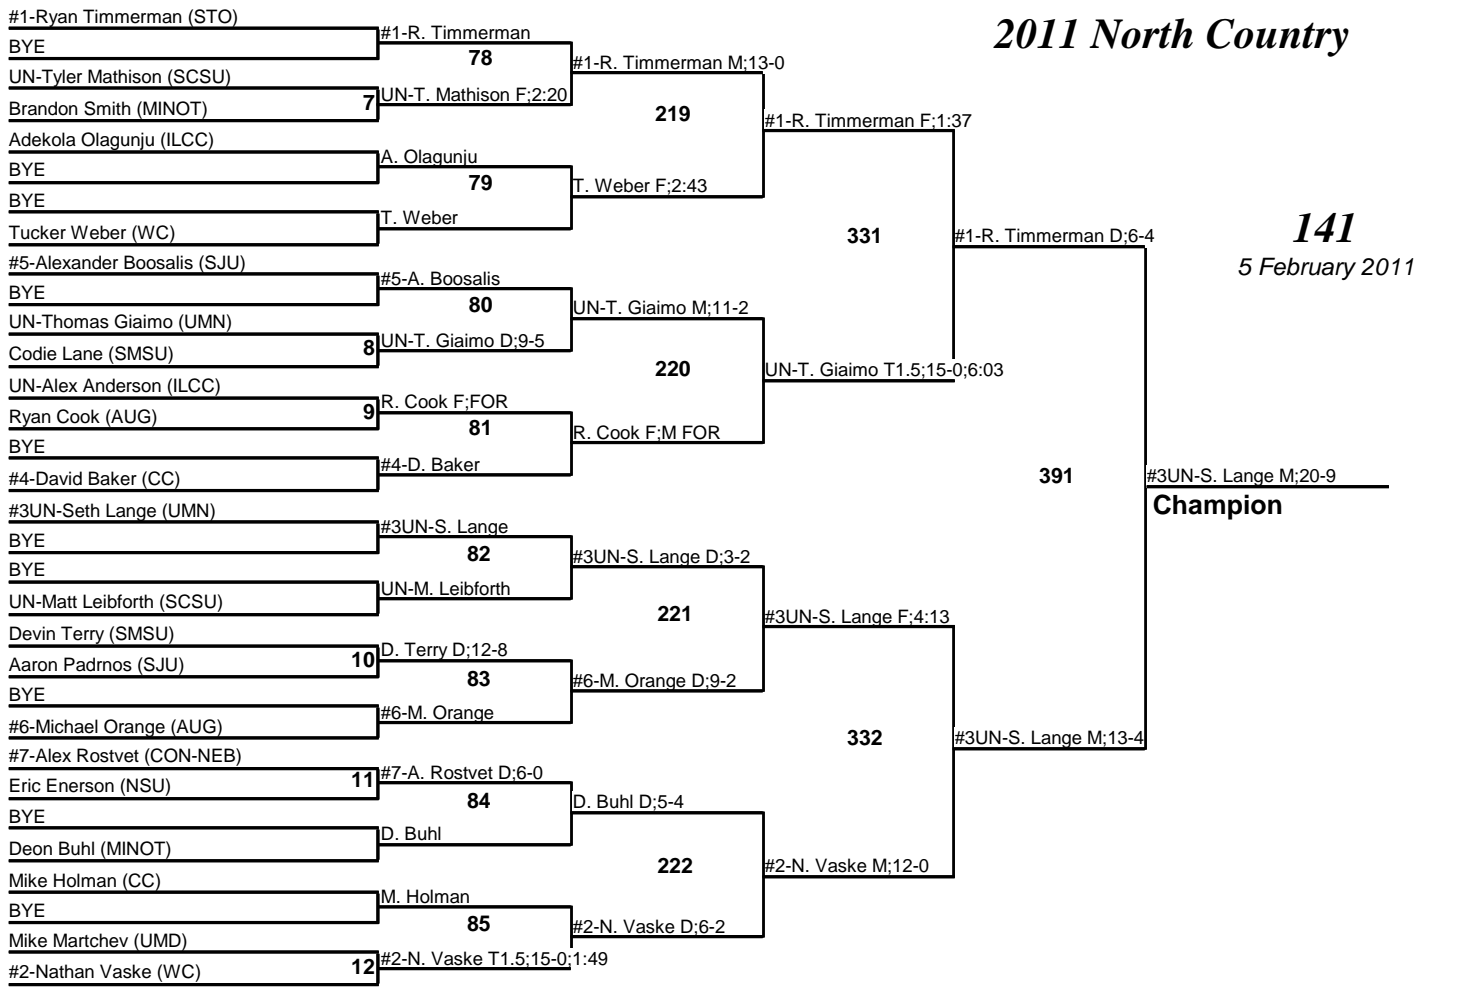 2011 North Country
141
5 February 2011
#1-Ryan Timmerman (STO)
BYE
UN-Tyler Mathison (SCSU)
Brandon Smith (MINOT)
Adekola Olagunju (ILCC)
BYE
BYE
Tucker Weber (WC)
#5-Alexander Boosalis (SJU)
BYE
UN-Thomas Giaimo (UMN)
Codie Lane (SMSU)
UN-Alex Anderson (ILCC)
Ryan Cook (AUG)
BYE
#4-David Baker (CC)
#3UN-Seth Lange (UMN)
BYE
BYE
UN-Matt Leibforth (SCSU)
Devin Terry (SMSU)
Aaron Padrnos (SJU)
BYE
#6-Michael Orange (AUG)
#7-Alex Rostvet (CON-NEB)
Eric Enerson (NSU)
BYE
Deon Buhl (MINOT)
Mike Holman (CC)
BYE
Mike Martchev (UMD)
#2-Nathan Vaske (WC)
7
8
9
10
11
12
#1-R. Timmerman
78
UN-T. Mathison F;2:20
A. Olagunju
79
T. Weber
#5-A. Boosalis
80
UN-T. Giaimo D;9-5
R. Cook F;FOR
81
#4-D. Baker
#3UN-S. Lange
82
UN-M. Leibforth
D. Terry D;12-8
83
#6-M. Orange
#7-A. Rostvet D;6-0
84
D. Buhl
M. Holman
85
#2-N. Vaske T1.5;15-0;1:49
#1-R. Timmerman M;13-0
219
T. Weber F;2:43
UN-T. Giaimo M;11-2
220
R. Cook F;M FOR
#3UN-S. Lange D;3-2
221
#6-M. Orange D;9-2
D. Buhl D;5-4
222
#2-N. Vaske D;6-2
#1-R. Timmerman F;1:37
331
UN-T. Giaimo T1.5;15-0;6:03
#3UN-S. Lange F;4:13
332
#2-N. Vaske M;12-0
#1-R. Timmerman D;6-4
391
#3UN-S. Lange M;13-4
#3UN-S. Lange M;20-9
Champion